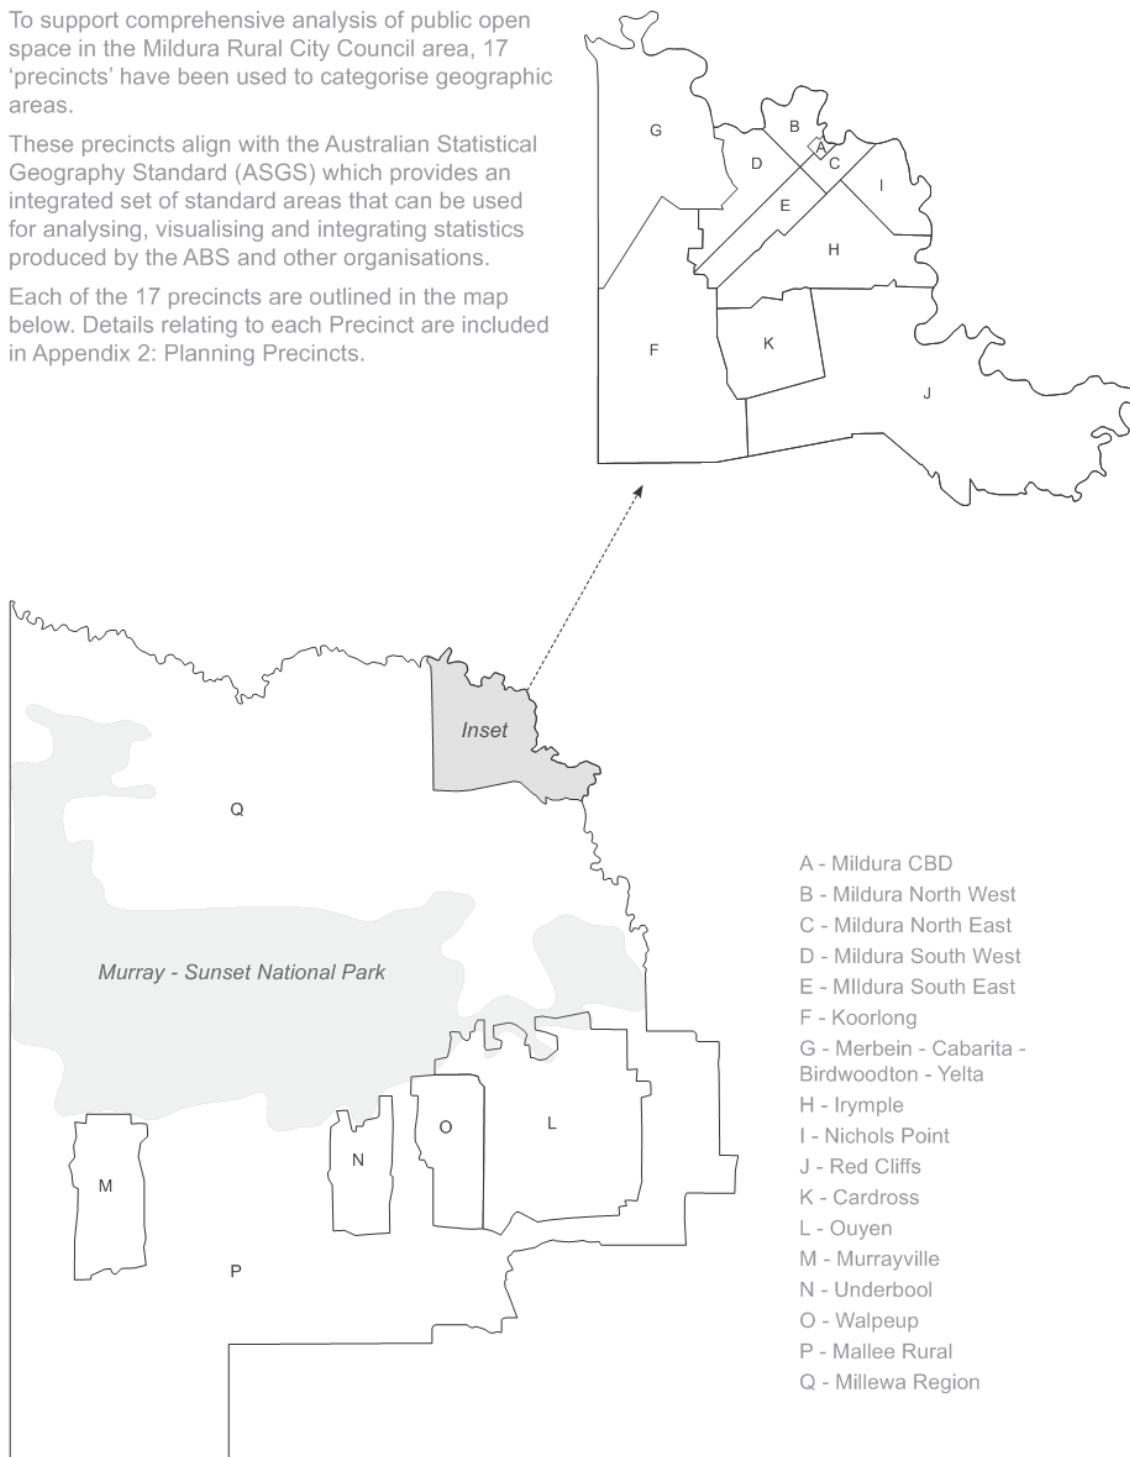 To support comprehensive analysis of public open
space in the Mildura Rural City Council area, 17
‘precincts’ have been used to categorise geographic
areas.
These precincts align with the Australian Statistical
Geography Standard (ASGS) which provides an
integrated set of standard areas that can be used
for analysing, visualising and integrating statistics
produced by the ABS and other organisations.
Each of the 17 precincts are outlined in the map
below. Details relating to each Precinct are included
in Appendix 2: Planning Precincts.
G
B
A
D
C
I
E
H
F
K
J
Inset
Q
Murray - Sunset National Park
M
N
O
L
P
A - Mildura CBD
B - Mildura North West
C - Mildura North East
D - Mildura South West
E - MIldura South East
F - Koorlong
G - Merbein - Cabarita -
Birdwoodton - Yelta
H - Irymple
I - Nichols Point
J - Red Cliffs
K - Cardross
L - Ouyen
M - Murrayville
N - Underbool
O - Walpeup
P - Mallee Rural
Q - Millewa Region